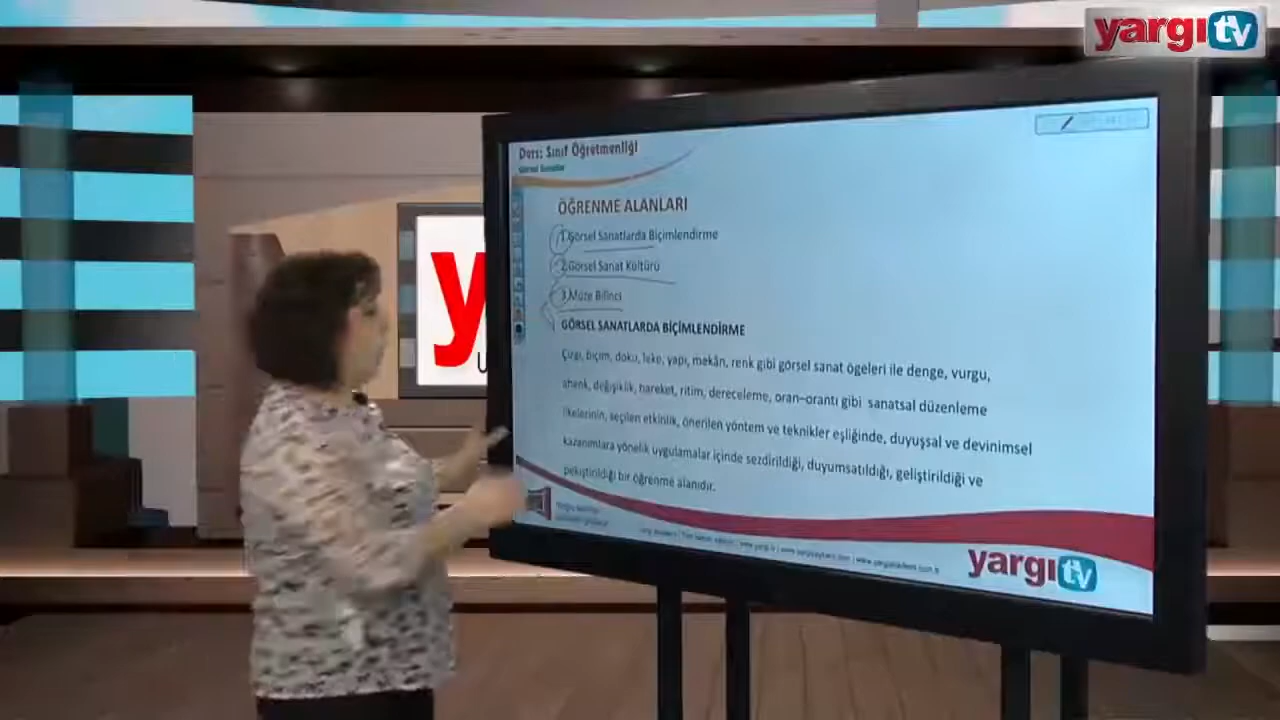 yargıtv
Ders: Sınıf Öğretmenliği
Görsel Sanatlar
ÖĞRENME ALANLARI
1.Görsel Sanatlarda Biçimlendirme
2.Görsel Sanat Kültürü
3.Müze Bilinci
GÖRSEL SANATLARDA BİÇİMLENDİRME
Çizgi, biçim, doku, leke, yapı, mekân, renk gibi görsel sanat ögeleri ile denge, vurgu,
ahenk, değişiklik, hareket, ritim, dereceleme, oran–orantı gibi sanatsal düzenleme
ilkelerinin, seçilen etkinlik, önerilen yöntem ve teknikler eşliğinde, duyuşsal ve devinimsel
kazanımlara yönelik uygulamalar içinde sezdirildiği, duyumsatıldığı, geliştirildiği ve
pekiştirildiği bir öğrenme alanıdır.
yargıtv
y